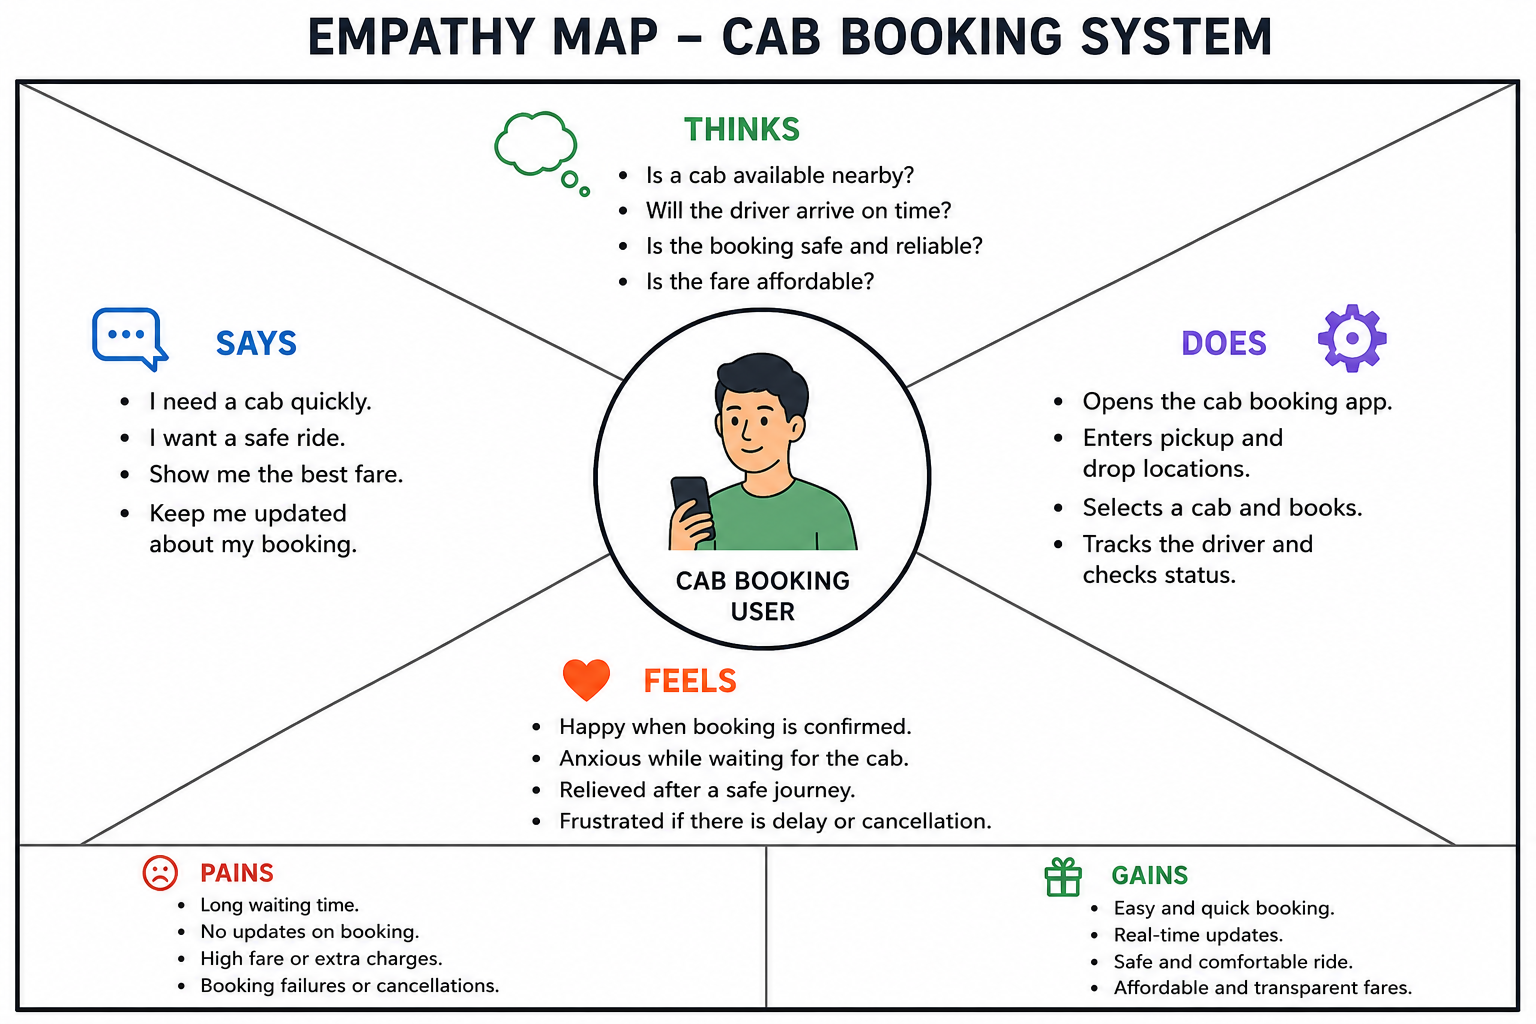 EMPATHY MAP – CAB BOOKING SYSTEM
THINKS
• Is a cab available nearby?
• Will the driver arrive on time?
• Is the booking safe and reliable?
• Is the fare affordable?
SAYS
• I need a cab quickly.
• I want a safe ride.
• Show me the best fare.
• Keep me updated
about my booking.
DOES
• Opens the cab booking app.
• Enters pickup and
drop locations.
• Selects a cab and books.
• Tracks the driver and
checks status.
CAB BOOKING
USER
FEELS
• Happy when booking is confirmed.
• Anxious while waiting for the cab.
• Relieved after a safe journey.
• Frustrated if there is delay or cancellation.
PAINS
• Long waiting time.
• No updates on booking.
• High fare or extra charges.
• Booking failures or cancellations.
GAINS
• Easy and quick booking.
• Real-time updates.
• Safe and comfortable ride.
• Affordable and transparent fares.